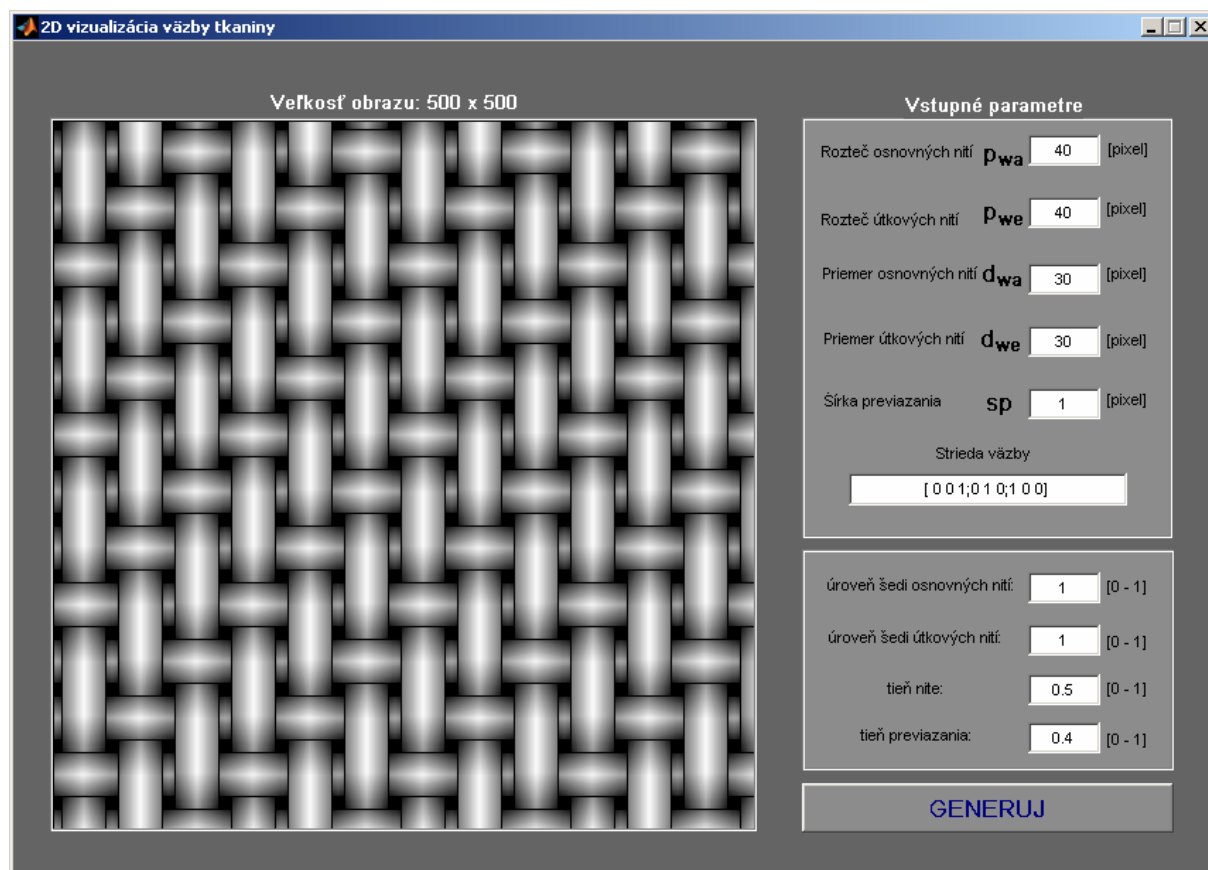 2D vizualizácia väzby tkaniny
Veľkosť obrazu: 500 x 500
Vstupné parametre
Rozteč osnovných nití pwa 40 [pixel]
Rozteč útkových nití pwe 40 [pixel]
Priemer osnovných nití dwa 30 [pixel]
Priemer útkových nití dwe 30 [pixel]
Šírka previazania sp 1 [pixel]
Strieda väzby
[ 0 0 1;0 1 0;1 0 0]
úroveň šedi osnovných nití: 1 [0 - 1]
úroveň šedi útkových nití: 1 [0 - 1]
tieň nite: 0.5 [0 - 1]
tieň previazania: 0.4 [0 - 1]
GENERUJ